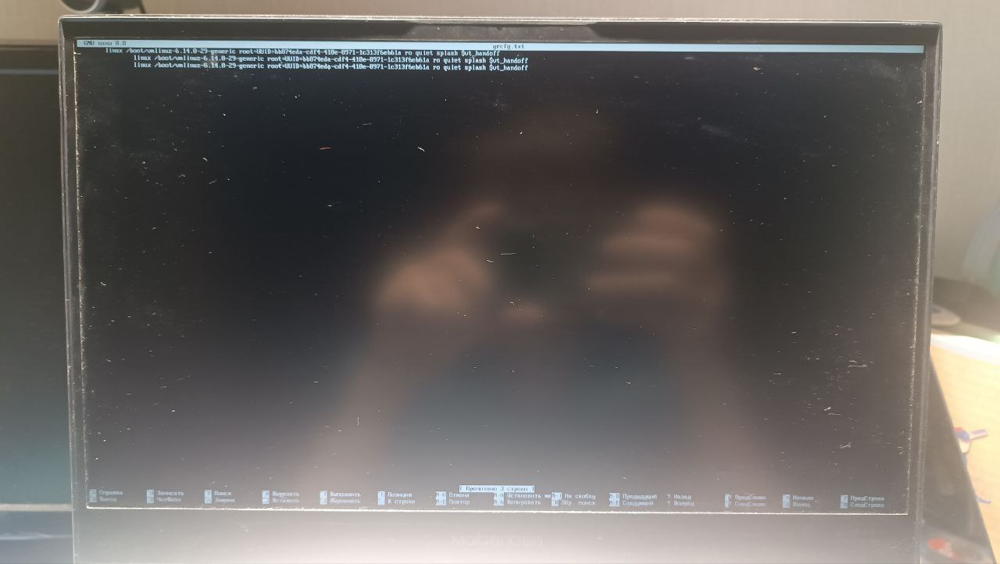 GNU nano 8.0 grcfg.txt
linux /boot/vmlinuz-6.14.0-29-generic root=UUID=bb874eda-cdf4-410e-8971-1c313f6eb61a ro quiet splash $vt_handoff
linux /boot/vmlinuz-6.14.0-29-generic root=UUID=bb874eda-cdf4-410e-8971-1c313f6eb61a ro quiet splash $vt_handoff
linux /boot/vmlinuz-6.14.0-29-generic root=UUID=bb874eda-cdf4-410e-8971-1c313f6eb61a ro quiet splash $vt_handoff
[ Прочитано 3 строки ]
Справка Записать Поиск Вырезать Выполнить Позиция Отмена Установить ме На скобку Предыдущий Назад ПредСлово Начало ПредСтрока
Выход ЧитФайл Замена Вставить Выровнять К строке Повтор Копировать Обр. поиск Следующий Вперёд СледСлово Конец СледСтрока
Maibenben